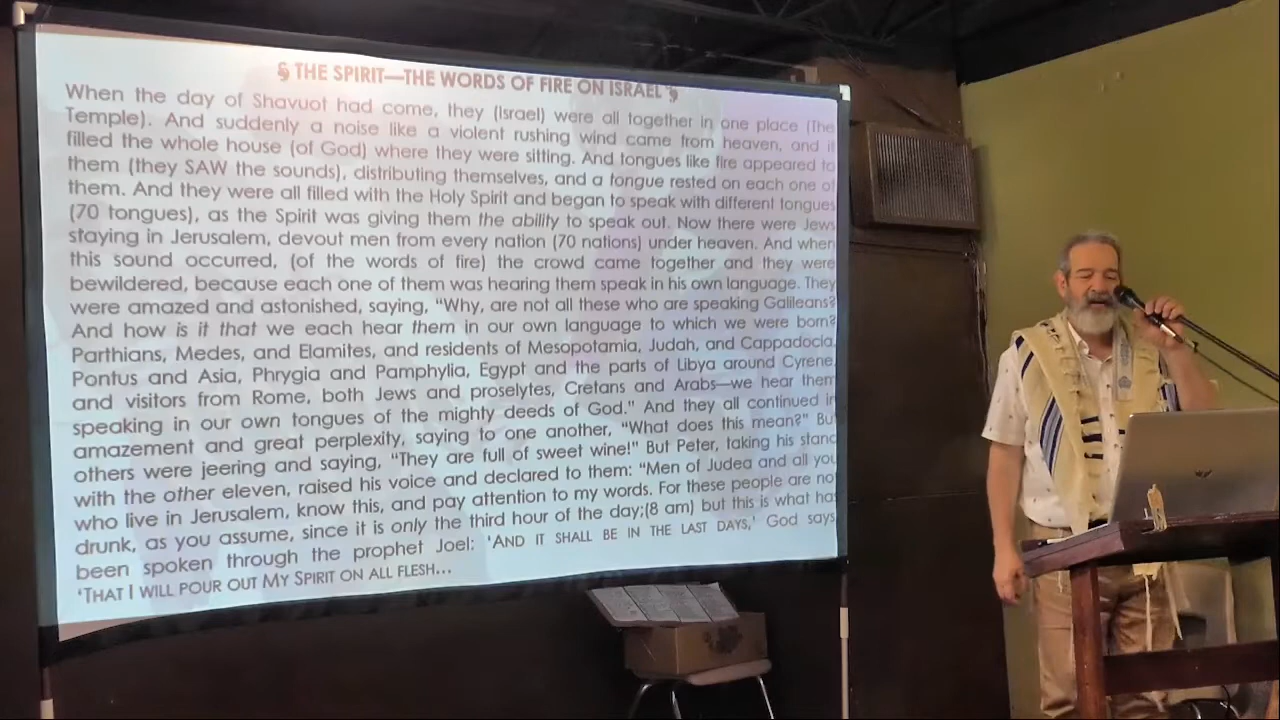 THE SPIRIT—THE WORDS OF FIRE ON ISRAEL
When the day of Shavuot had come, they (Israel) were all together in one place (The
Temple). And suddenly a noise like a violent rushing wind came from heaven, and it
filled the whole house (of God) where they were sitting. And tongues like fire appeared to
them (they SAW the sounds), distributing themselves, and a tongue rested on each one of
them. And they were all filled with the Holy Spirit and began to speak with different tongues
(70 tongues), as the Spirit was giving them the ability to speak out. Now there were Jews
staying in Jerusalem, devout men from every nation (70 nations) under heaven. And when
this sound occurred, (of the words of fire) the crowd came together and they were
bewildered, because each one of them was hearing them speak in his own language. They
were amazed and astonished, saying, “Why, are not all these who are speaking Galileans?
And how is it that we each hear them in our own language to which we were born?
Parthians, Medes, and Elamites, and residents of Mesopotamia, Judah, and Cappadocia,
Pontus and Asia, Phrygia and Pamphylia, Egypt and the parts of Libya around Cyrene,
and visitors from Rome, both Jews and proselytes, Cretans and Arabs—we hear them
speaking in our own tongues of the mighty deeds of God.” And they all continued in
amazement and great perplexity, saying to one another, “What does this mean?” But
others were jeering and saying, “They are full of sweet wine!” But Peter, taking his stand
with the other eleven, raised his voice and declared to them: “Men of Judea and all you
who live in Jerusalem, know this, and pay attention to my words. For these people are not
drunk, as you assume, since it is only the third hour of the day;(8 am) but this is what has
been spoken through the prophet Joel: ‘AND IT SHALL BE IN THE LAST DAYS,’ God says,
‘THAT I WILL POUR OUT MY SPIRIT ON ALL FLESH…